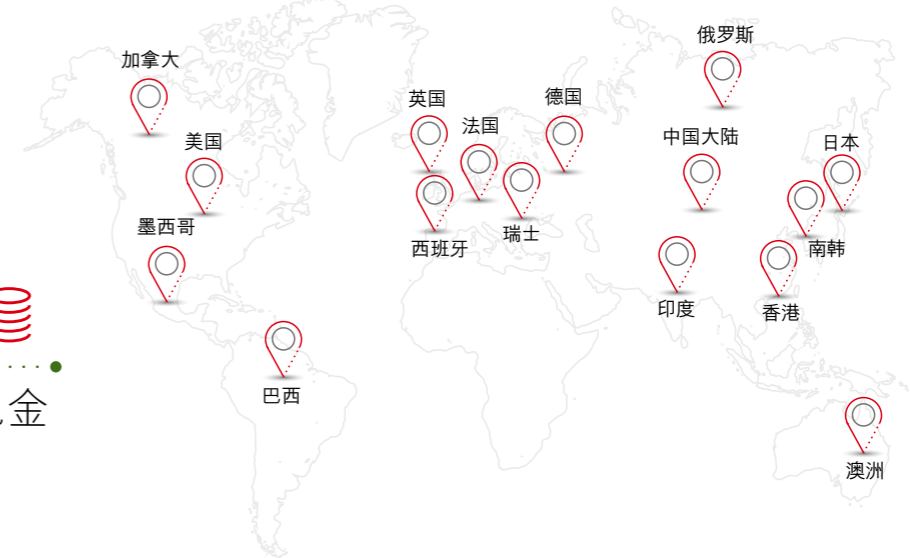 加拿大
美国
墨西哥
巴西
英国
法国
德国
西班牙
瑞士
俄罗斯
中国大陆
日本
南韩
印度
香港
澳洲
金